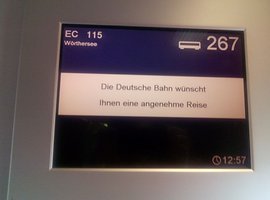 EC 115
Wörthersee
267
Die Deutsche Bahn wünscht
Ihnen eine angenehme Reise
12:57